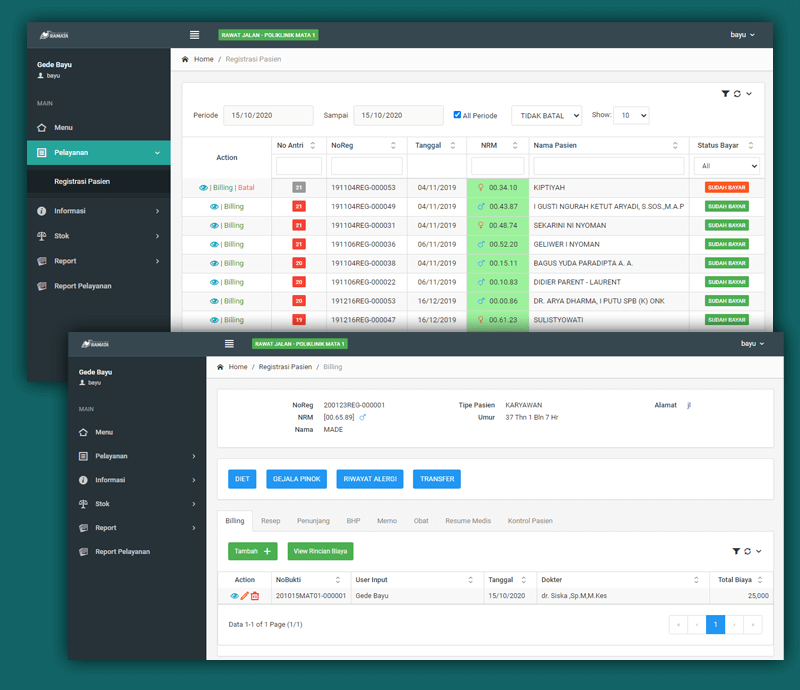 RAMATA
RAWAT JALAN - POLIKLINIK MATA 1
bayu
Gede Bayu
bayu
MAIN
Menu
Pelayanan
Registrasi Pasien
Informasi
Stok
Report
Report Pelayanan
Home / Registrasi Pasien
Periode 15/10/2020 Sampai 15/10/2020 All Periode TIDAK BATAL Show: 10
Action No Antri NoReg Tanggal NRM Nama Pasien Status Bayar
All
| Billing | Batal 21 191104REG-000053 04/11/2019 00.34.10 KIPTIYAH SUDAH BAYAR
| Billing 21 191104REG-000049 04/11/2019 00.43.87 I GUSTI NGURAH KETUT ARYADI, S.SOS.,M.A.P SUDAH BAYAR
| Billing 21 191104REG-000031 04/11/2019 00.48.74 SEKARINI NI NYOMAN SUDAH BAYAR
| Billing 21 191106REG-000036 06/11/2019 00.52.20 GELIWER I NYOMAN SUDAH BAYAR
| Billing 20 191104REG-000038 04/11/2019 00.15.11 BAGUS YUDA PARADIPTA A. A. SUDAH BAYAR
| Billing 20 191106REG-000022 06/11/2019 00.10.83 DIDIER PARENT - LAURENT SUDAH BAYAR
| Billing 20 191216REG-000053 16/12/2019 00.00.86 DR. ARYA DHARMA, I PUTU SPB (K) ONK SUDAH BAYAR
| Billing 19 191216REG-000047 16/12/2019 00.61.23 SULISTYOWATI SUDAH BAYAR
RAMATA
RAWAT JALAN - POLIKLINIK MATA 1
bayu
Gede Bayu
bayu
MAIN
Menu
Pelayanan
Informasi
Stok
Report
Report Pelayanan
Home / Registrasi Pasien / Billing
NoReg 200123REG-000001 Tipe Pasien KARYAWAN Alamat jl
NRM [00.65.89] Umur 37 Thn 1 Bln 7 Hr
Nama MADE
DIET GEJALA PINOK RIWAYAT ALERGI TRANSFER
Billing Resep Penunjang BHP Memo Obat Resume Medis Kontrol Pasien
Tambah + View Rincian Biaya
Action NoBukti User Input Tanggal Dokter Total Biaya
201015MAT01-000001 Gede Bayu 15/10/2020 dr. Siska ,Sp.M,M.Kes 25,000
Data 1-1 of 1 Page (1/1)
« ‹ 1 › »